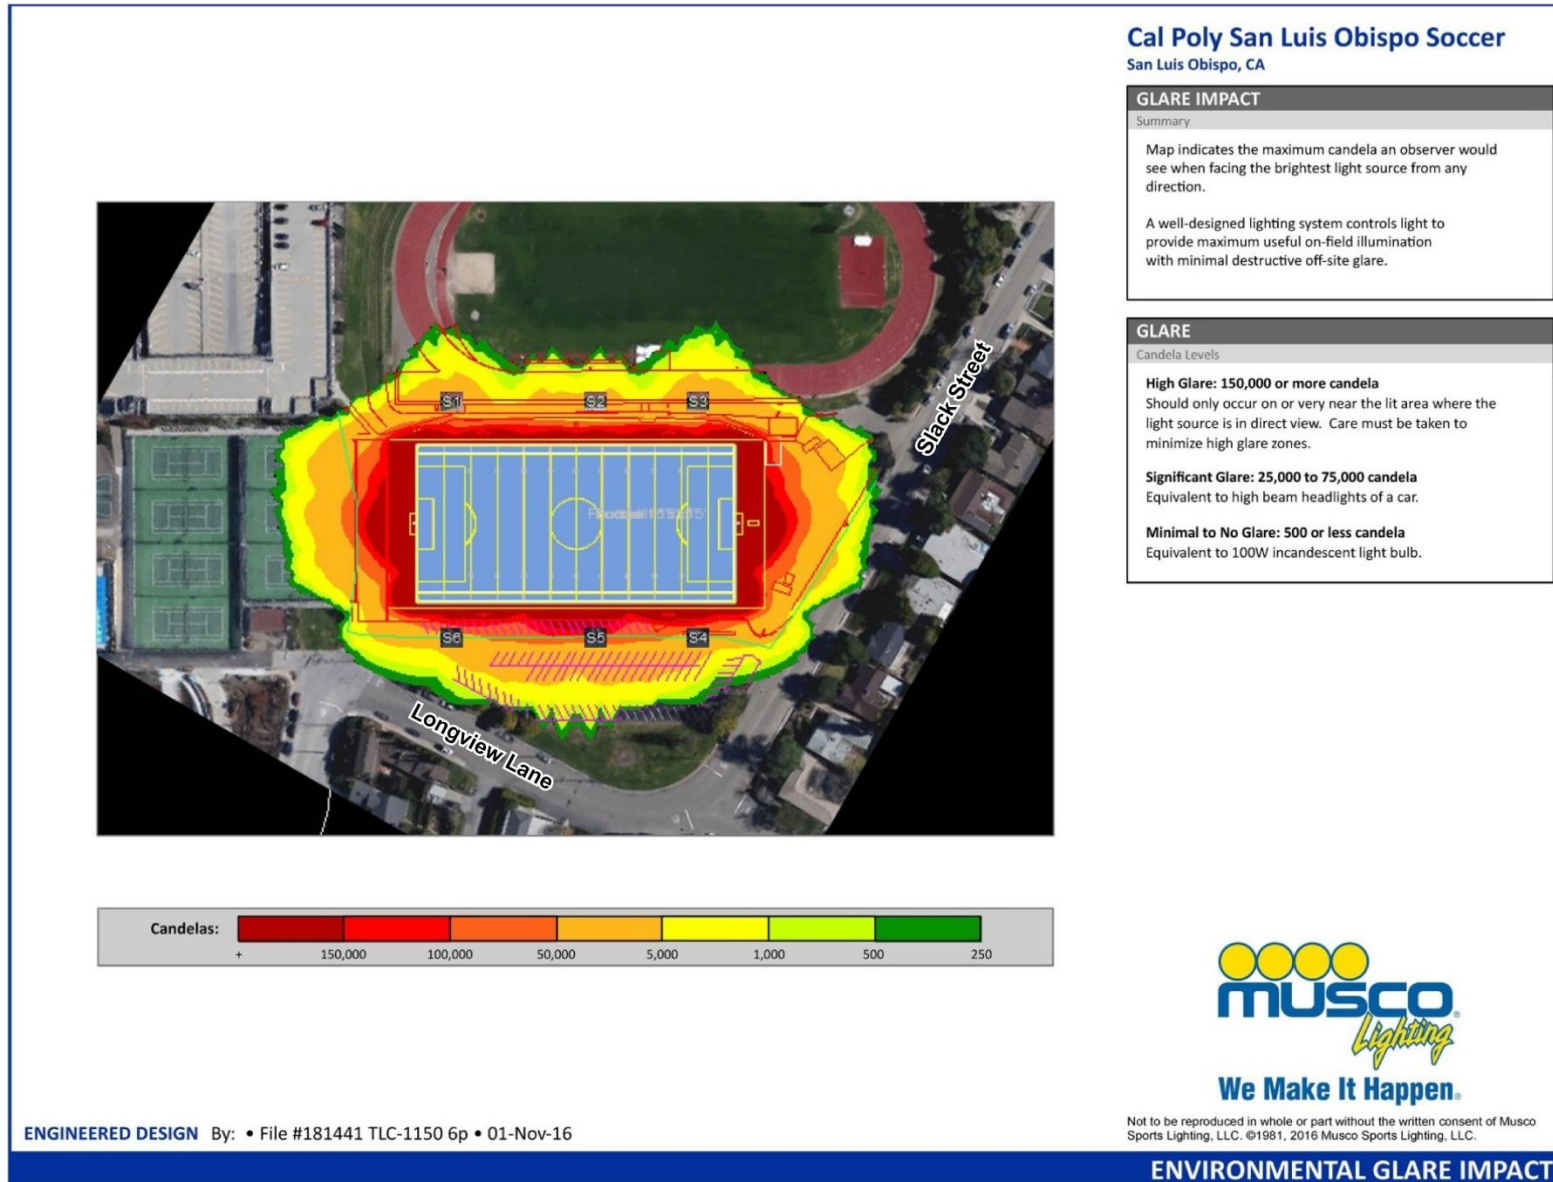 Cal Poly San Luis Obispo Soccer
San Luis Obispo, CA
GLARE IMPACT
Summary
Map indicates the maximum candela an observer would
see when facing the brightest light source from any
direction.
A well-designed lighting system controls light to
provide maximum useful on-field illumination
with minimal destructive off-site glare.
GLARE
Candela Levels
High Glare: 150,000 or more candela
Should only occur on or very near the lit area where the
light source is in direct view. Care must be taken to
minimize high glare zones.
Significant Glare: 25,000 to 75,000 candela
Equivalent to high beam headlights of a car.
Minimal to No Glare: 500 or less candela
Equivalent to 100W incandescent light bulb.
S1 S2 S3
Slack Street
S6 S5 S4
Longview Lane
Candelas:
+ 150,000 100,000 50,000 5,000 1,000 500 250
MUSCO®
Lighting
We Make It Happen®
Not to be reproduced in whole or part without the written consent of Musco
Sports Lighting, LLC. ©1981, 2016 Musco Sports Lighting, LLC.
ENGINEERED DESIGN By: • File #181441 TLC-1150 6p • 01-Nov-16
ENVIRONMENTAL GLARE IMPACT